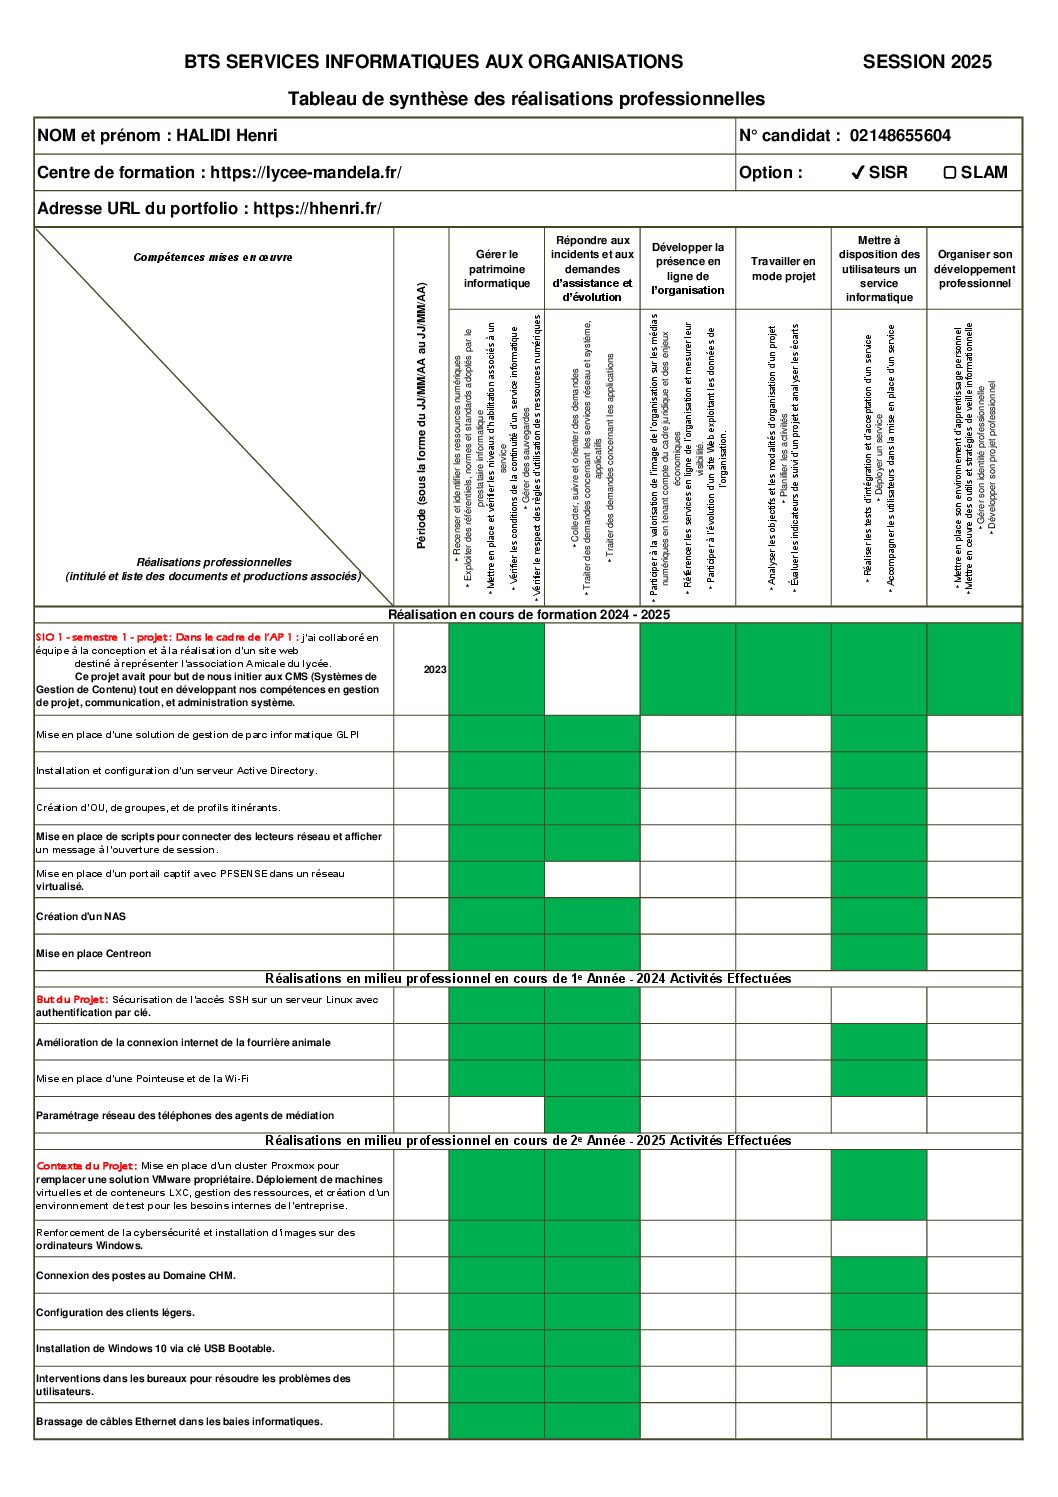 BTS SERVICES INFORMATIQUES AUX ORGANISATIONS SESSION 2025
Tableau de synthèse des réalisations professionnelles
NOM et prénom : HALIDI Henri N° candidat : 02148655604
Centre de formation : https://lycee-mandela.fr/ Option : ✓ SISR ▢ SLAM
Adresse URL du portfolio : https://hhenri.fr/
Compétences mises en œuvre
Réalisations professionnelles
(intitulé et liste des documents et productions associés)
Période (sous la forme du JJ/MM/AA au JJ/MM/AA)
Gérer le
patrimoine
informatique
Répondre aux
incidents et aux
demandes
d'assistance et
d'évolution
Développer la
présence en
ligne de
l'organisation
Travailler en
mode projet
Mettre à
disposition des
utilisateurs un
service
informatique
Organiser son
développement
professionnel
‣ Recenser et identifier les ressources numériques
‣ Exploiter des référentiels, normes et standards adoptés par le
prestataire informatique
‣ Mettre en place et vérifier les niveaux d'habilitation associés à un
service
‣ Vérifier les conditions de la continuité d'un service informatique
‣ Gérer des sauvegardes
‣ Vérifier le respect des règles d'utilisation des ressources numériques
‣ Collecter, suivre et orienter des demandes
‣ Traiter des demandes concernant les services réseau et système,
applicatifs
‣ Traiter des demandes concernant les applications
‣ Participer à la valorisation de l'image de l'organisation sur les médias
numériques en tenant compte du cadre juridique et des enjeux
économiques
‣ Référencer les services en ligne de l'organisation et mesurer leur
visibilité.
‣ Participer à l'évolution d'un site Web exploitant les données de
l'organisation.
‣ Analyser les objectifs et les modalités d'organisation d'un projet
‣ Planifier les activités
‣ Évaluer les indicateurs de suivi d'un projet et analyser les écarts
‣ Réaliser les tests d'intégration et d'acceptation d'un service
‣ Déployer un service
‣ Accompagner les utilisateurs dans la mise en place d'un service
‣ Mettre en place son environnement d'apprentissage personnel
‣ Mettre en œuvre des outils et stratégies de veille informationnelle
‣ Gérer son identité professionnelle
‣ Développer son projet professionnel
Réalisation en cours de formation 2024 - 2025
SIO 1 - semestre 1 - projet : Dans le cadre de l'AP 1 : j'ai collaboré en
équipe à la conception et à la réalisation d'un site web
destiné à représenter l'association Amicale du lycée.
Ce projet avait pour but de nous initier aux CMS (Systèmes de
Gestion de Contenu) tout en développant nos compétences en gestion
de projet, communication, et administration système.
2023
Mise en place d'une solution de gestion de parc informatique GLPI
Installation et configuration d'un serveur Active Directory.
Création d'OU, de groupes, et de profils itinérants.
Mise en place de scripts pour connecter des lecteurs réseau et afficher
un message à l'ouverture de session.
Mise en place d'un portail captif avec PFSENSE dans un réseau
virtualisé.
Création d'un NAS
Mise en place Centreon
Réalisations en milieu professionnel en cours de 1ᵉ Année - 2024 Activités Effectuées
But du Projet : Sécurisation de l'accès SSH sur un serveur Linux avec
authentification par clé.
Amélioration de la connexion internet de la fourrière animale
Mise en place d'une Pointeuse et de la Wi-Fi
Paramétrage réseau des téléphones des agents de médiation
Réalisations en milieu professionnel en cours de 2ᵉ Année - 2025 Activités Effectuées
Contexte du Projet : Mise en place d'un cluster Proxmox pour
remplacer une solution VMware propriétaire. Déploiement de machines
virtuelles et de conteneurs LXC, gestion des ressources, et création d'un
environnement de test pour les besoins internes de l'entreprise.
Renforcement de la cybersécurité et installation d'images sur des
ordinateurs Windows.
Connexion des postes au Domaine CHM.
Configuration des clients légers.
Installation de Windows 10 via clé USB Bootable.
Interventions dans les bureaux pour résoudre les problèmes des
utilisateurs.
Brassage de câbles Ethernet dans les baies informatiques.